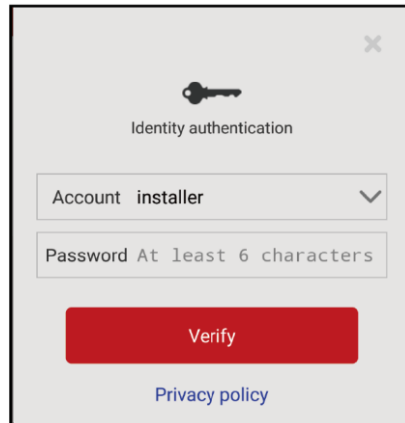 Identity authentication
Account installer
Password At least 6 characters
Verify
Privacy policy